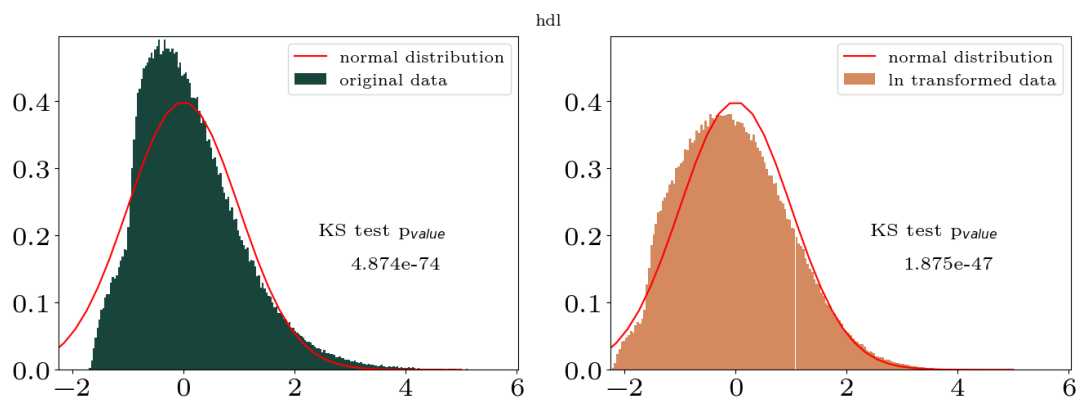 hdl
normal distribution
original data
0.4
0.3
0.2
0.1
0.0
KS test pvalue
4.874e-74
−2
0
2
4
6
normal distribution
ln transformed data
0.4
0.3
0.2
0.1
0.0
KS test pvalue
1.875e-47
−2
0
2
4
6